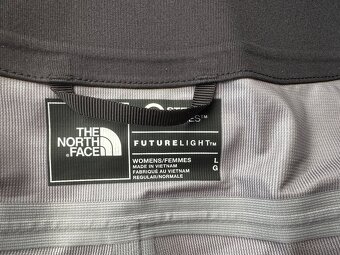 THE
NORTH
FACE
FUTURELIGHT™
WOMENS/FEMMES
MADE IN VIETNAM
FABRIQUÉ AU VIETNAM
REGULAR/NORMALE
L
G